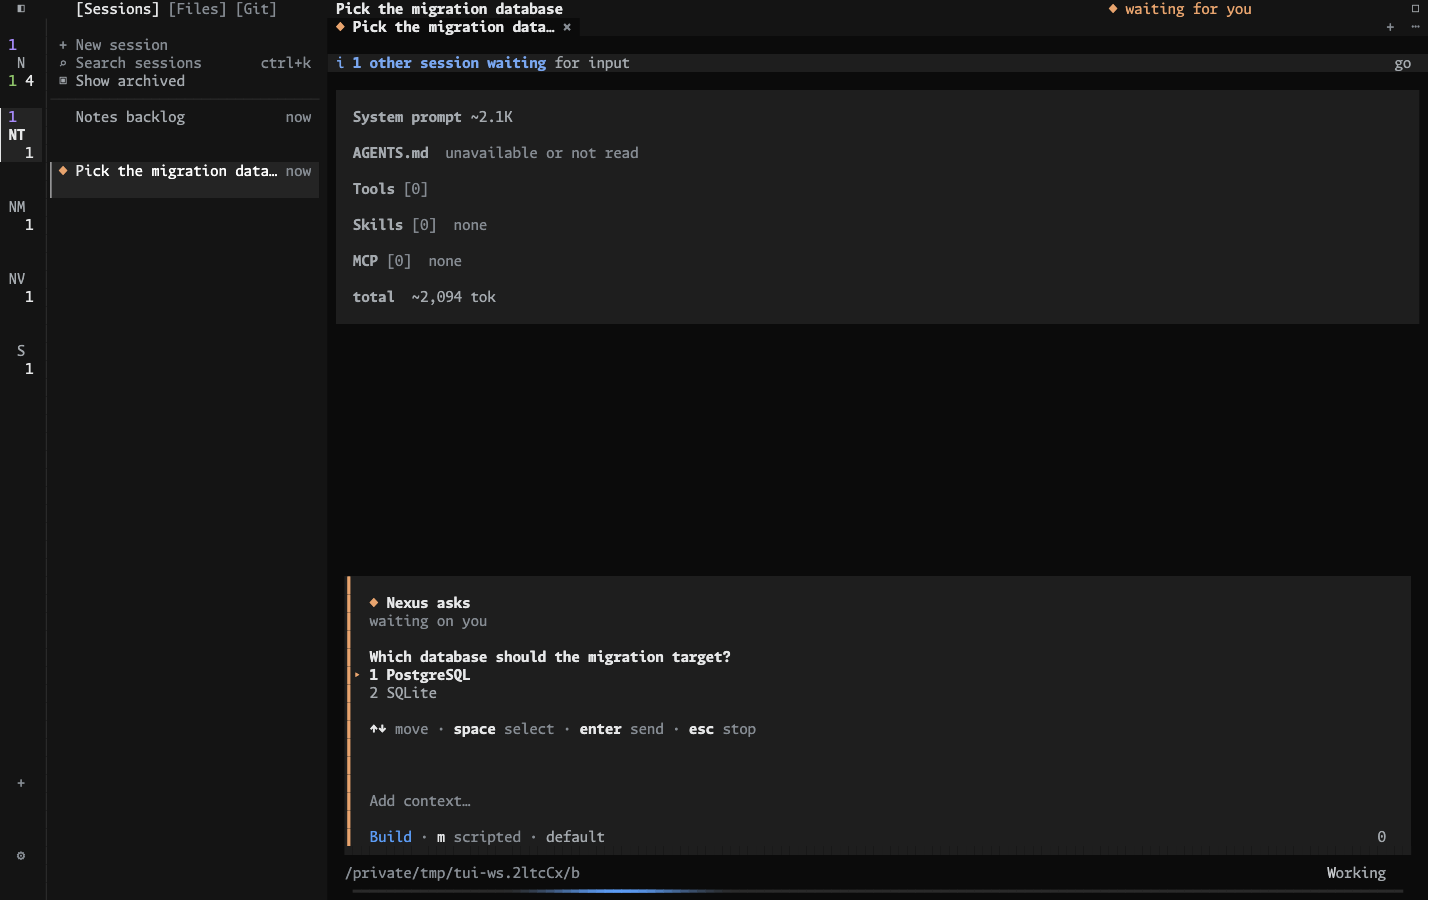 [Sessions] [Files] [Git]
Pick the migration database
◆ waiting for you
◆ Pick the migration data… ×
+ …
1
N
1 4
1
NT
1
NM
1
NV
1
S
1
+
+ New session
Search sessions ctrl+k
Show archived
Notes backlog now
◆ Pick the migration data… now
i 1 other session waiting for input go
System prompt ~2.1K
AGENTS.md unavailable or not read
Tools [0]
Skills [0] none
MCP [0] none
total ~2,094 tok
◆ Nexus asks
waiting on you
Which database should the migration target?
▸ 1 PostgreSQL
2 SQLite
↑↓ move · space select · enter send · esc stop
Add context…
Build · m scripted · default 0
/private/tmp/tui-ws.2ltcCx/b Working